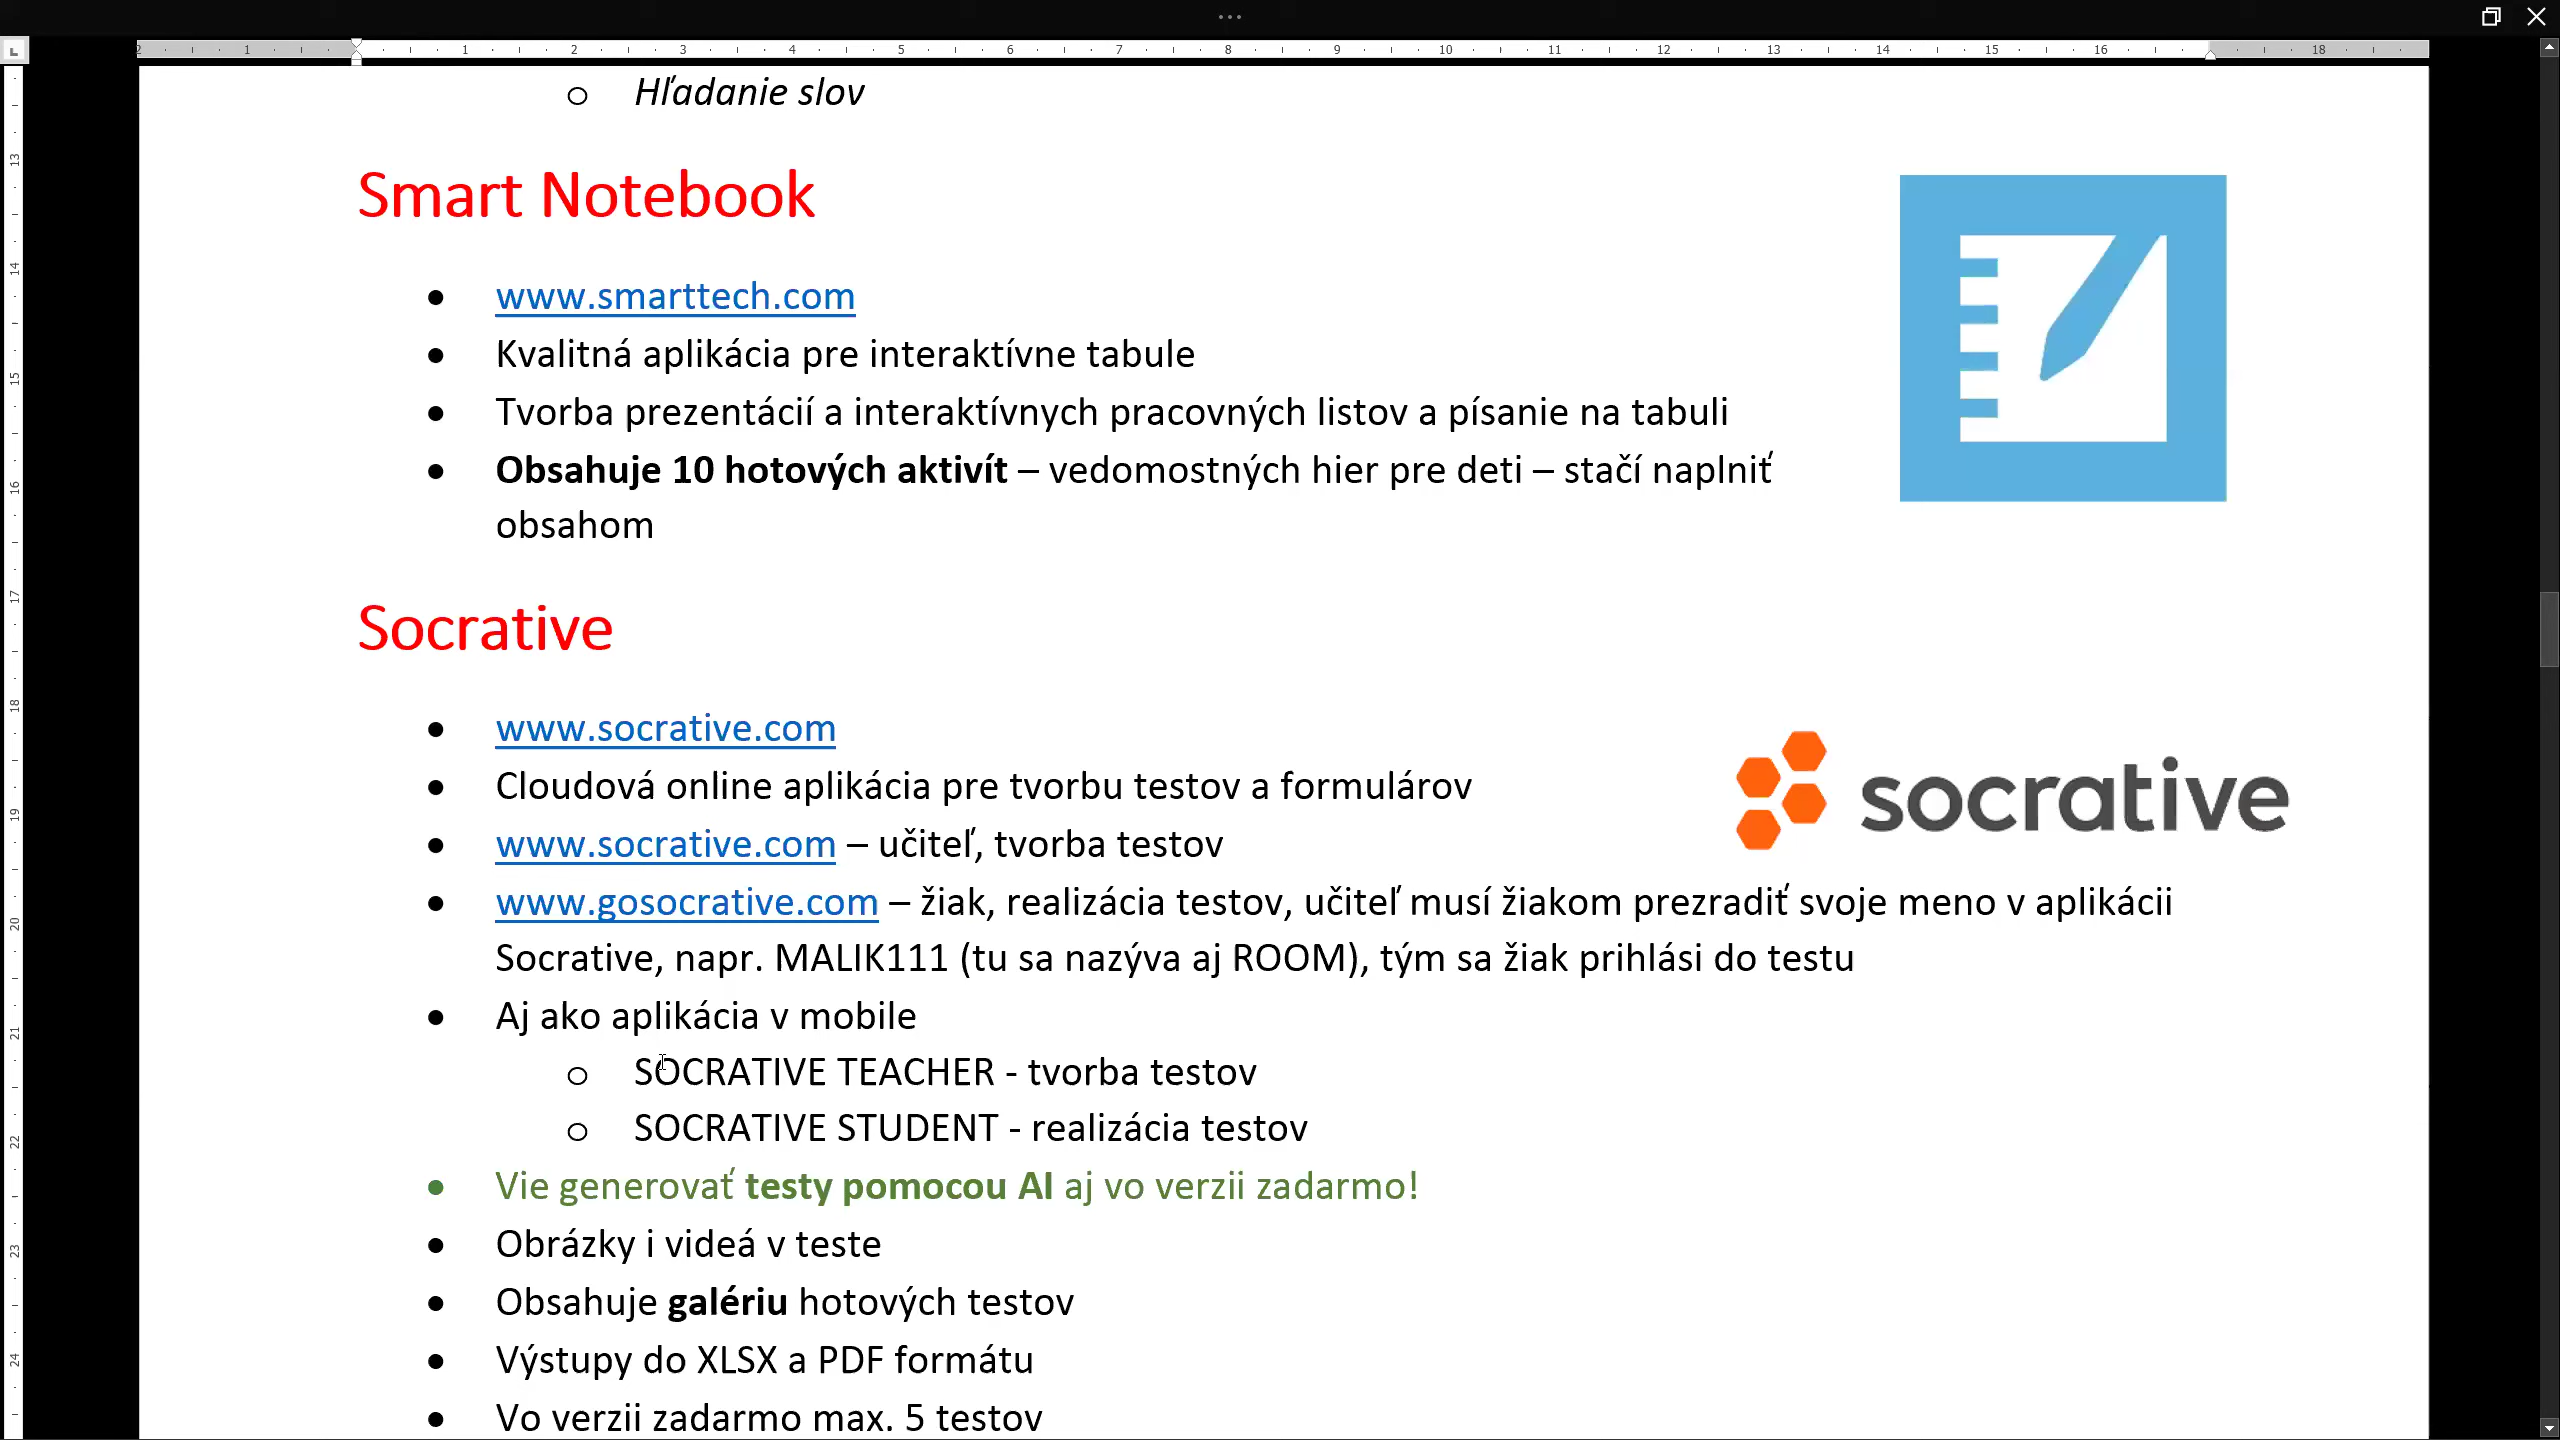 Hľadanie slov
Smart Notebook
www.smarttech.com
Kvalitná aplikácia pre interaktívne tabule
Tvorba prezentácií a interaktívnych pracovných listov a písanie na tabuli
Obsahuje 10 hotových aktivít – vedomostných hier pre deti – stačí naplniť
obsahom
Socrative
www.socrative.com
socrative
Cloudová online aplikácia pre tvorbu testov a formulárov
www.socrative.com – učiteľ, tvorba testov
www.gosocrative.com – žiak, realizácia testov, učiteľ musí žiakom prezradiť svoje meno v aplikácii
Socrative, napr. MALIK111 (tu sa nazýva aj ROOM), tým sa žiak prihlási do testu
Aj ako aplikácia v mobile
SOCRATIVE TEACHER - tvorba testov
SOCRATIVE STUDENT - realizácia testov
Vie generovať testy pomocou AI aj vo verzii zadarmo!
Obrázky i videá v teste
Obsahuje galériu hotových testov
Výstupy do XLSX a PDF formátu
Vo verzii zadarmo max. 5 testov